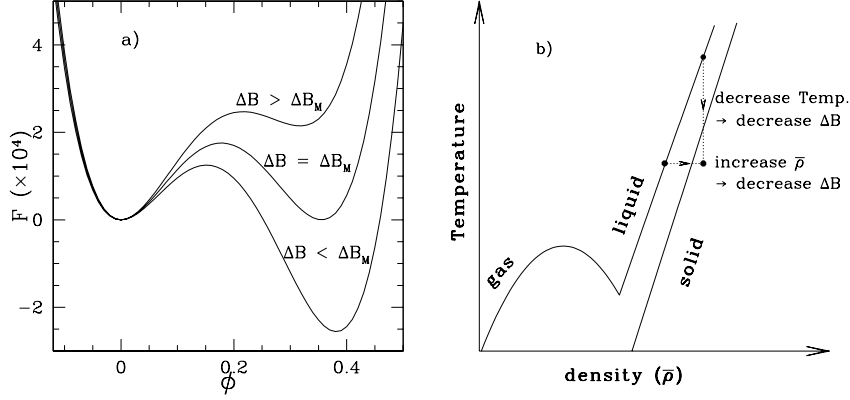 a)
F (×10⁴)
4
2
0
−2
ΔB > ΔB_M
ΔB = ΔB_M
ΔB < ΔB_M
0
0.2
0.4
ϕ
b)
Temperature
gas
liquid
solid
decrease Temp.
→ decrease ΔB
increase ρ̅
→ decrease ΔB
density (ρ̅)